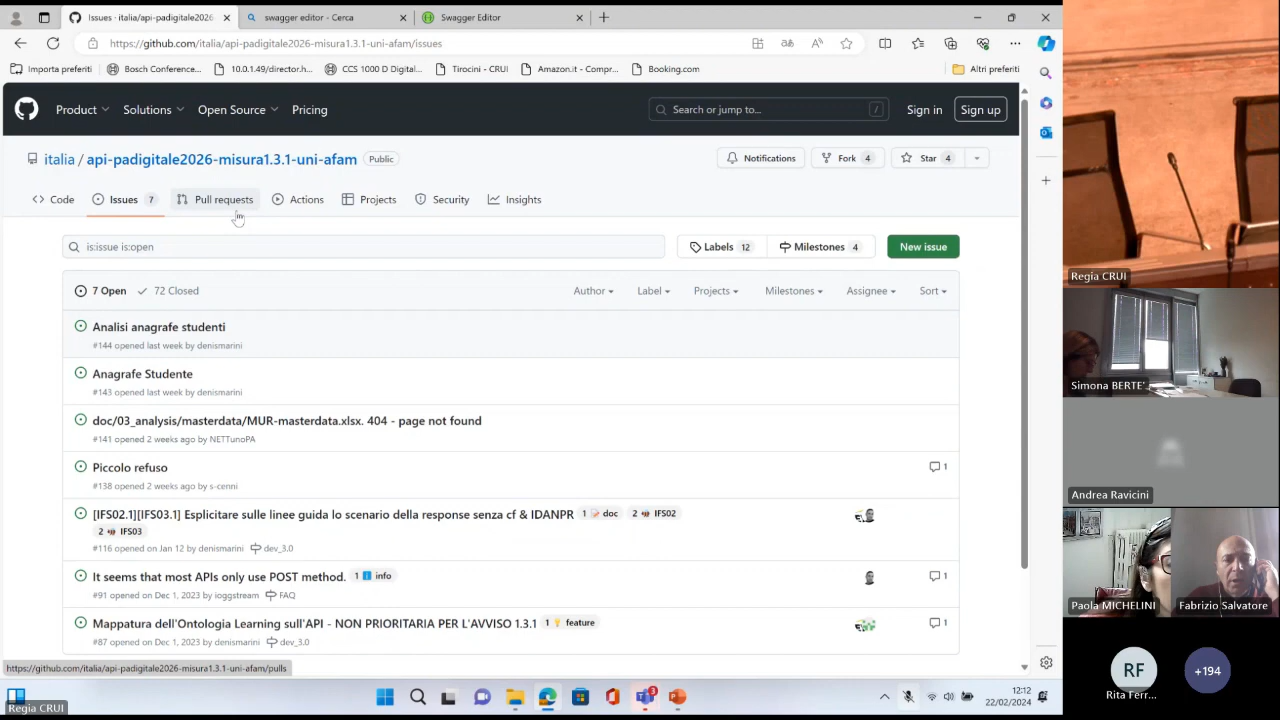 Issues · italia/api-padigitale2026
swagger editor - Cerca
Swagger Editor
https://github.com/italia/api-padigitale2026-misura1.3.1-uni-afam/issues
Importa preferiti
Bosch Conference...
10.0.1.49/director.h...
CCS 1000 D Digital...
Tirocini - CRUI
Amazon.it - Compr...
Booking.com
Altri preferiti
Product
Solutions
Open Source
Pricing
Search or jump to...
/
Sign in
Sign up
italia / api-padigitale2026-misura1.3.1-uni-afam
Public
Notifications
Fork 4
Star 4
Code
Issues 7
Pull requests
Actions
Projects
Security
Insights
is:issue is:open
Labels 12
Milestones 4
New issue
7 Open
72 Closed
Author
Label
Projects
Milestones
Assignee
Sort
Analisi anagrafe studenti
#144 opened last week by denismarini
Anagrafe Studente
#143 opened last week by denismarini
doc/03_analysis/masterdata/MUR-masterdata.xlsx. 404 - page not found
#141 opened 2 weeks ago by NETTunoPA
Piccolo refuso
1
#138 opened 2 weeks ago by s-cenni
[IFS02.1][IFS03.1] Esplicitare sulle linee guida lo scenario della response senza cf & IDANPR
1 doc
2 IFS02
2 IFS03
#116 opened on Jan 12 by denismarini
dev_3.0
It seems that most APIs only use POST method.
1 info
1
#91 opened on Dec 1, 2023 by ioggstream
FAQ
Mappatura dell'Ontologia Learning sull'API - NON PRIORITARIA PER L'AVVISO 1.3.1
1 feature
1
#87 opened on Dec 1, 2023 by denismarini
dev_3.0
https://github.com/italia/api-padigitale2026-misura1.3.1-uni-afam/pulls
12:12
22/02/2024
Regia CRUI
Regia CRUI
Simona BERTE'
Andrea Ravicini
Paola MICHELINI
Fabrizio Salvatore
RF
Rita Ferr...
+194